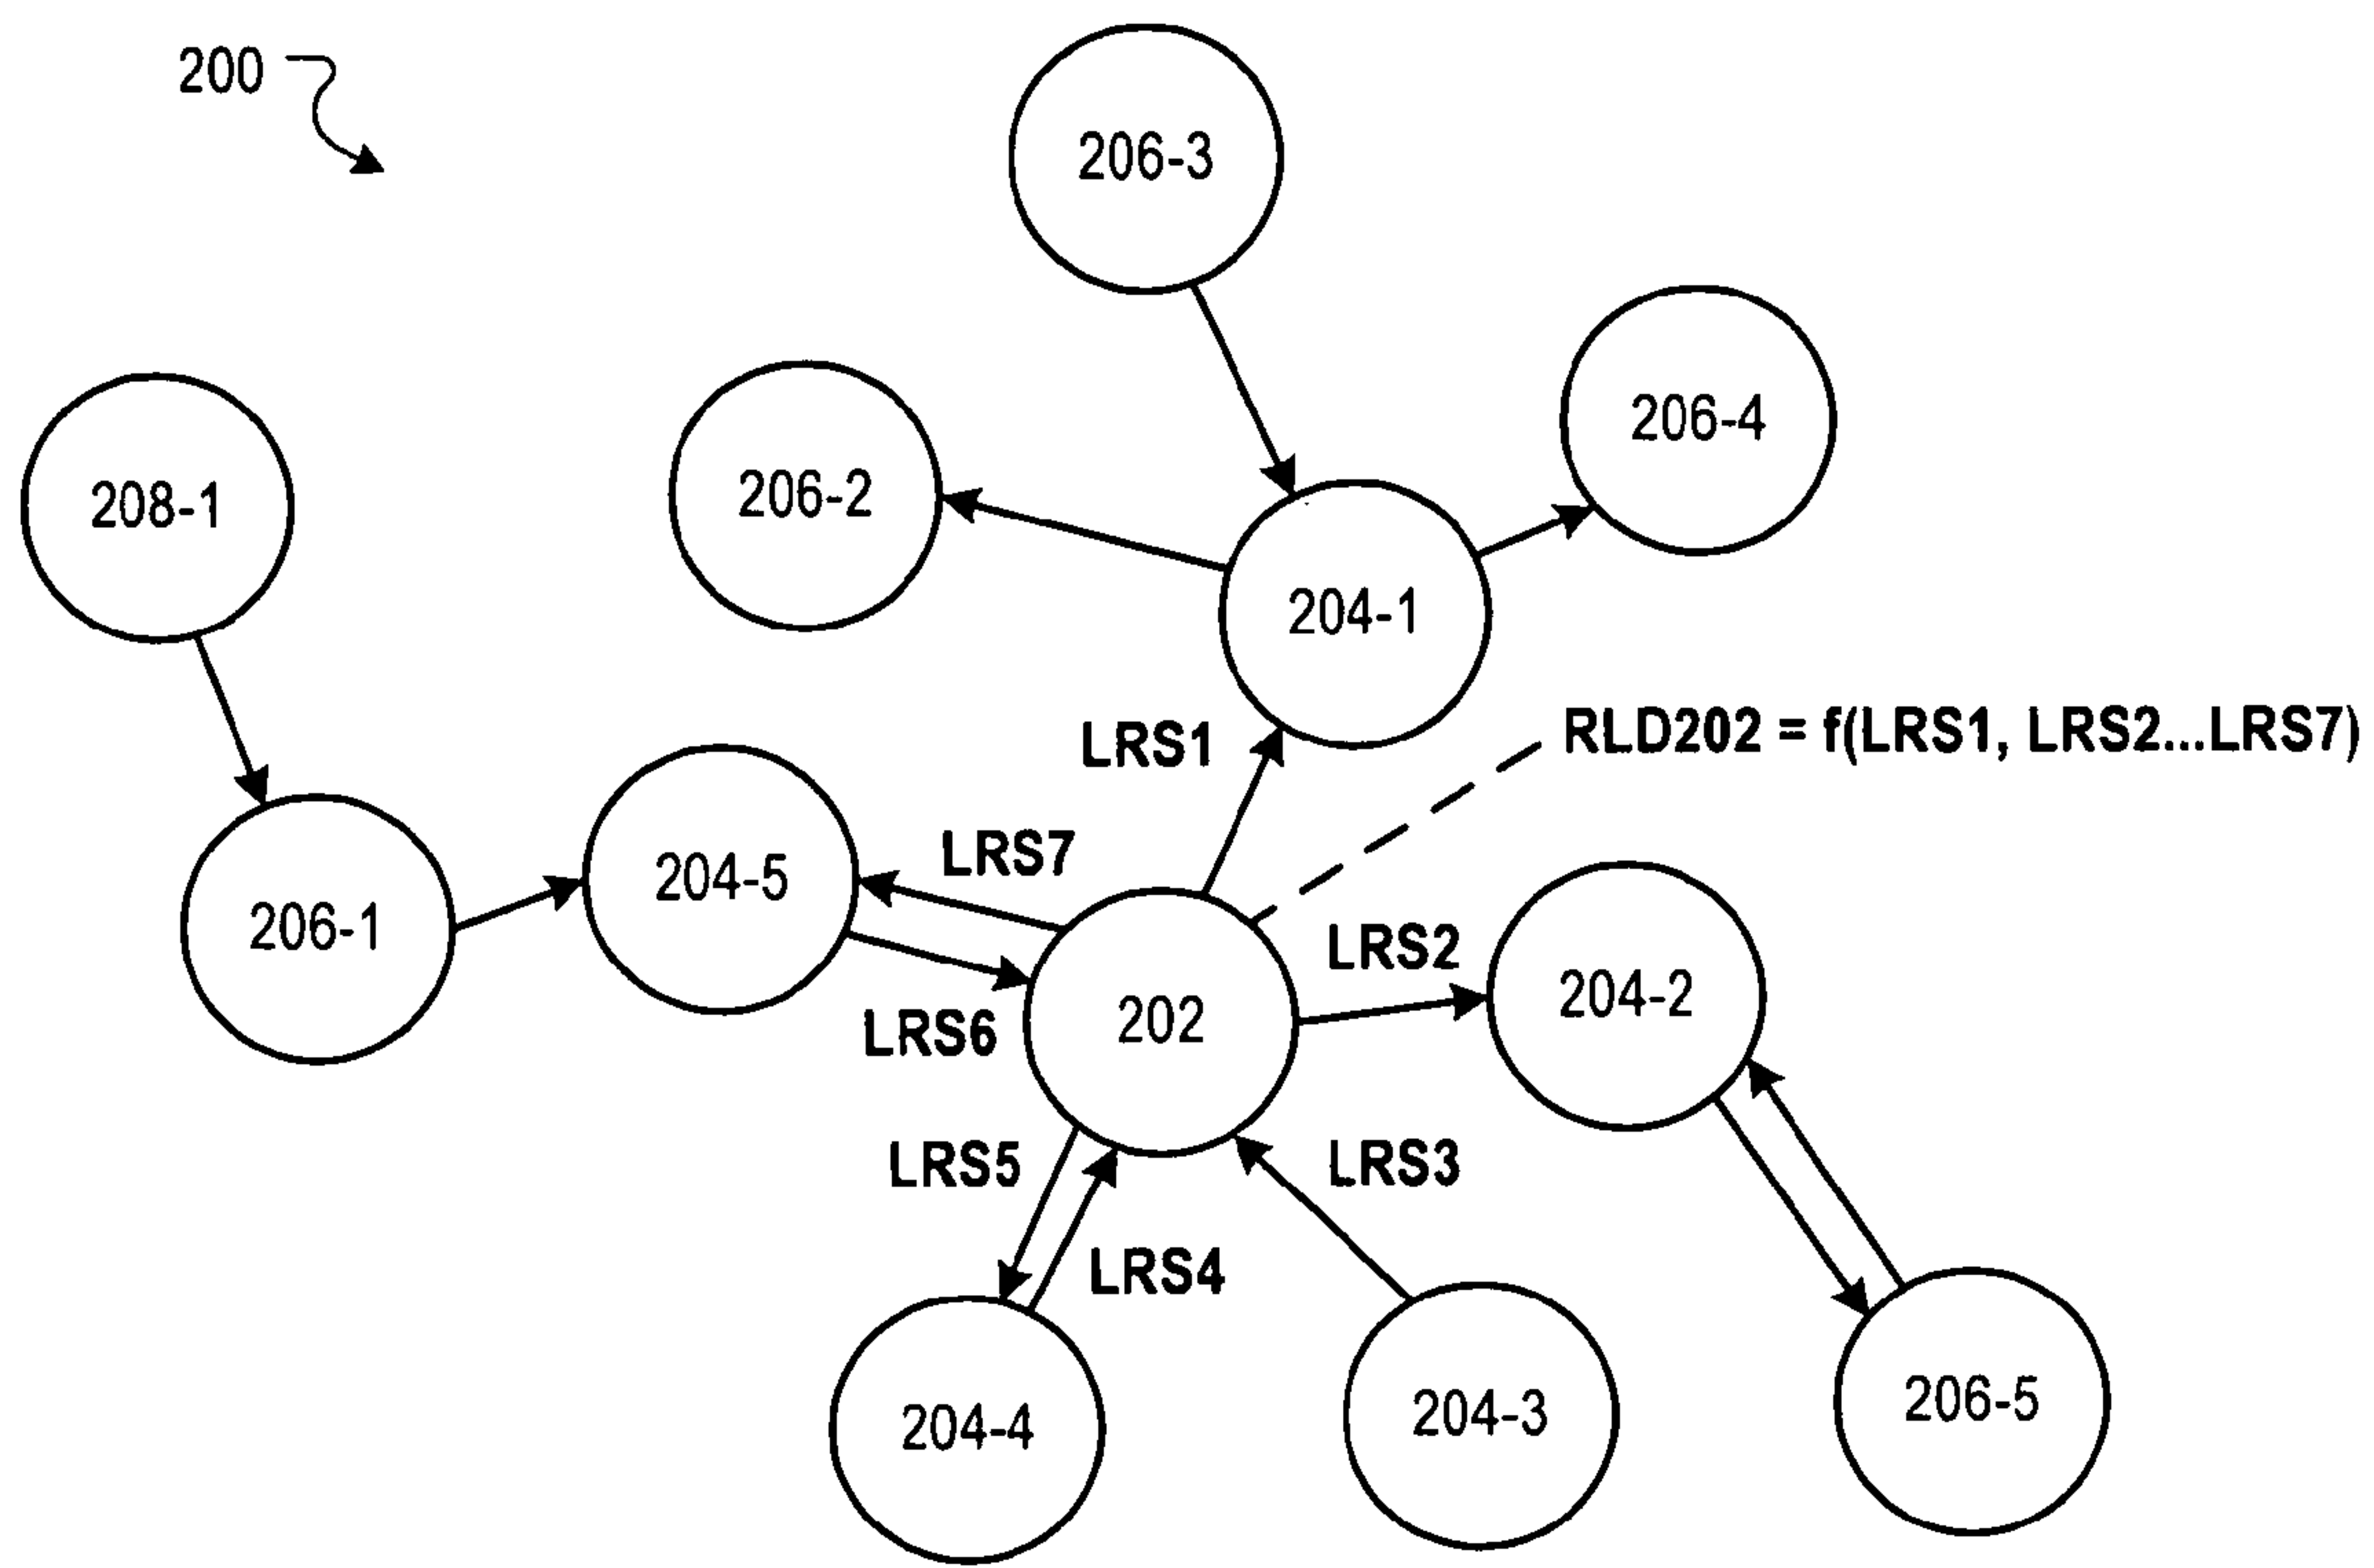 200
206-3
206-4
208-1
206-2
204-1
LRS1
RLD202 = f(LRS1, LRS2...LRS7)
206-1
204-5
LRS7
LRS2
204-2
LRS6
202
LRS5
LRS3
LRS4
204-4
204-3
206-5